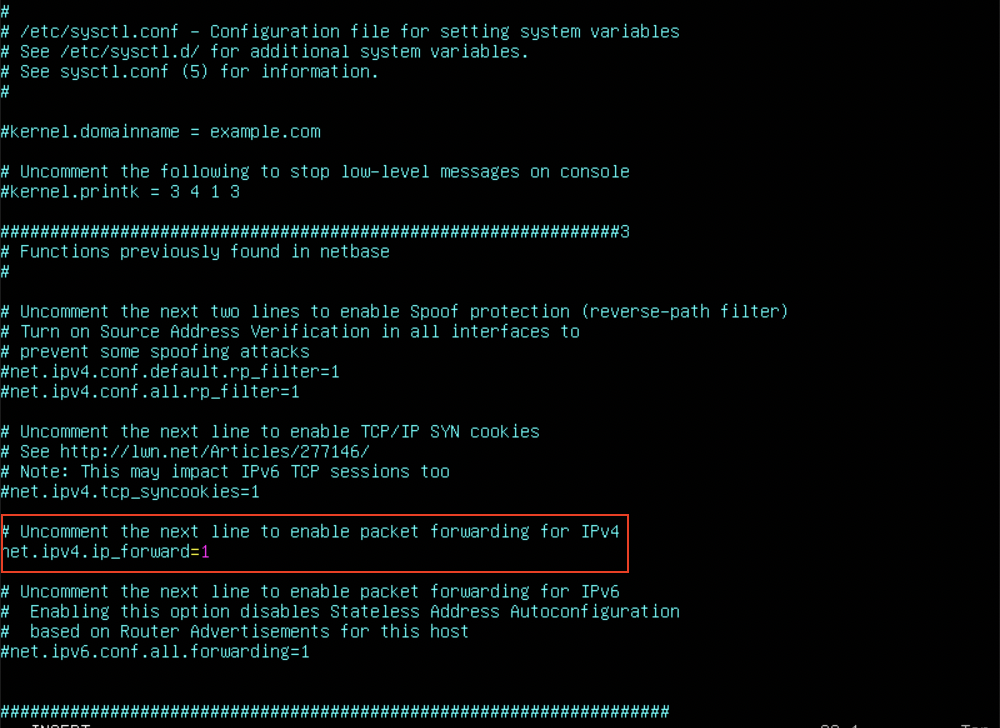 #
# /etc/sysctl.conf - Configuration file for setting system variables
# See /etc/sysctl.d/ for additional system variables.
# See sysctl.conf (5) for information.
#
#kernel.domainname = example.com
# Uncomment the following to stop low-level messages on console
#kernel.printk = 3 4 1 3
##############################################################3
# Functions previously found in netbase
#
# Uncomment the next two lines to enable Spoof protection (reverse-path filter)
# Turn on Source Address Verification in all interfaces to
# prevent some spoofing attacks
#net.ipv4.conf.default.rp_filter=1
#net.ipv4.conf.all.rp_filter=1
# Uncomment the next line to enable TCP/IP SYN cookies
# See http://lwn.net/Articles/277146/
# Note: This may impact IPv6 TCP sessions too
#net.ipv4.tcp_syncookies=1
# Uncomment the next line to enable packet forwarding for IPv4
net.ipv4.ip_forward=1
# Uncomment the next line to enable packet forwarding for IPv6
#  Enabling this option disables Stateless Address Autoconfiguration
#  based on Router Advertisements for this host
#net.ipv6.conf.all.forwarding=1
###################################################################